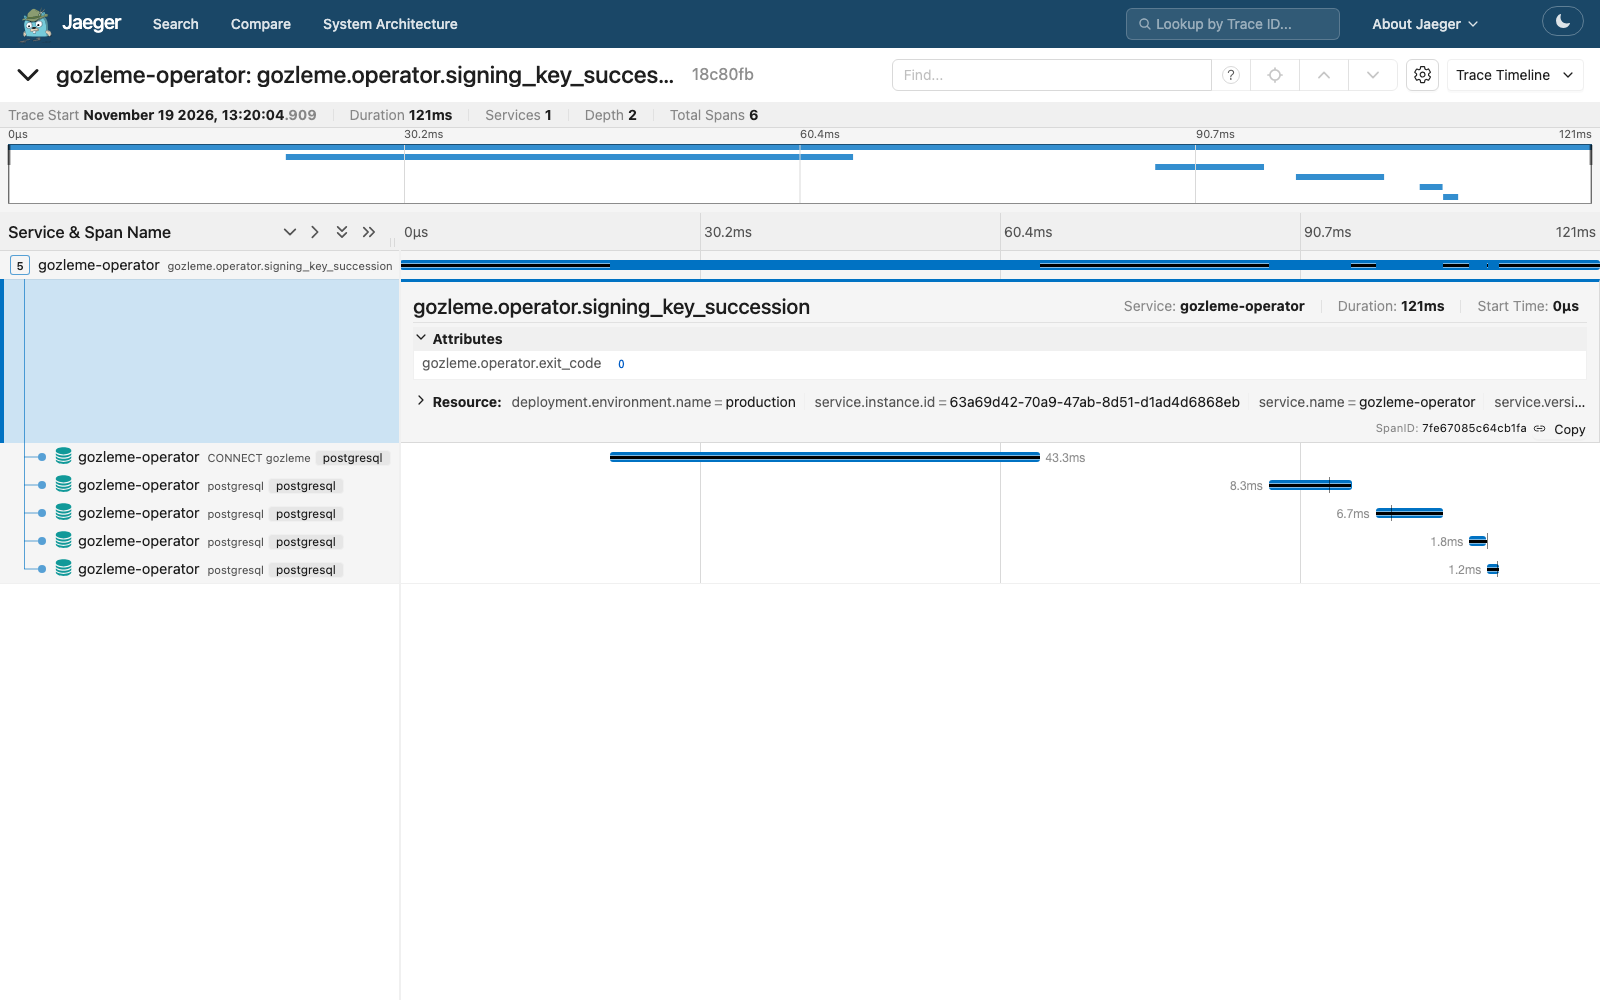 Jaeger Search Compare System Architecture Lookup by Trace ID... About Jaeger
gozleme-operator: gozleme.operator.signing_key_succes... 18c80fb Find... ? Trace Timeline
Trace Start November 19 2026, 13:20:04.909 Duration 121ms Services 1 Depth 2 Total Spans 6
0μs 30.2ms 60.4ms 90.7ms 121ms
Service & Span Name 0μs 30.2ms 60.4ms 90.7ms 121ms
5 gozleme-operator gozleme.operator.signing_key_succession
gozleme.operator.signing_key_succession Service: gozleme-operator Duration: 121ms Start Time: 0μs
Attributes
gozleme.operator.exit_code 0
Resource: deployment.environment.name = production service.instance.id = 63a69d42-70a9-47ab-8d51-d1ad4d6868eb service.name = gozleme-operator service.versi...
SpanID: 7fe67085c64cb1fa Copy
gozleme-operator CONNECT gozleme postgresql 43.3ms
gozleme-operator postgresql postgresql 8.3ms
gozleme-operator postgresql postgresql 6.7ms
gozleme-operator postgresql postgresql 1.8ms
gozleme-operator postgresql postgresql 1.2ms